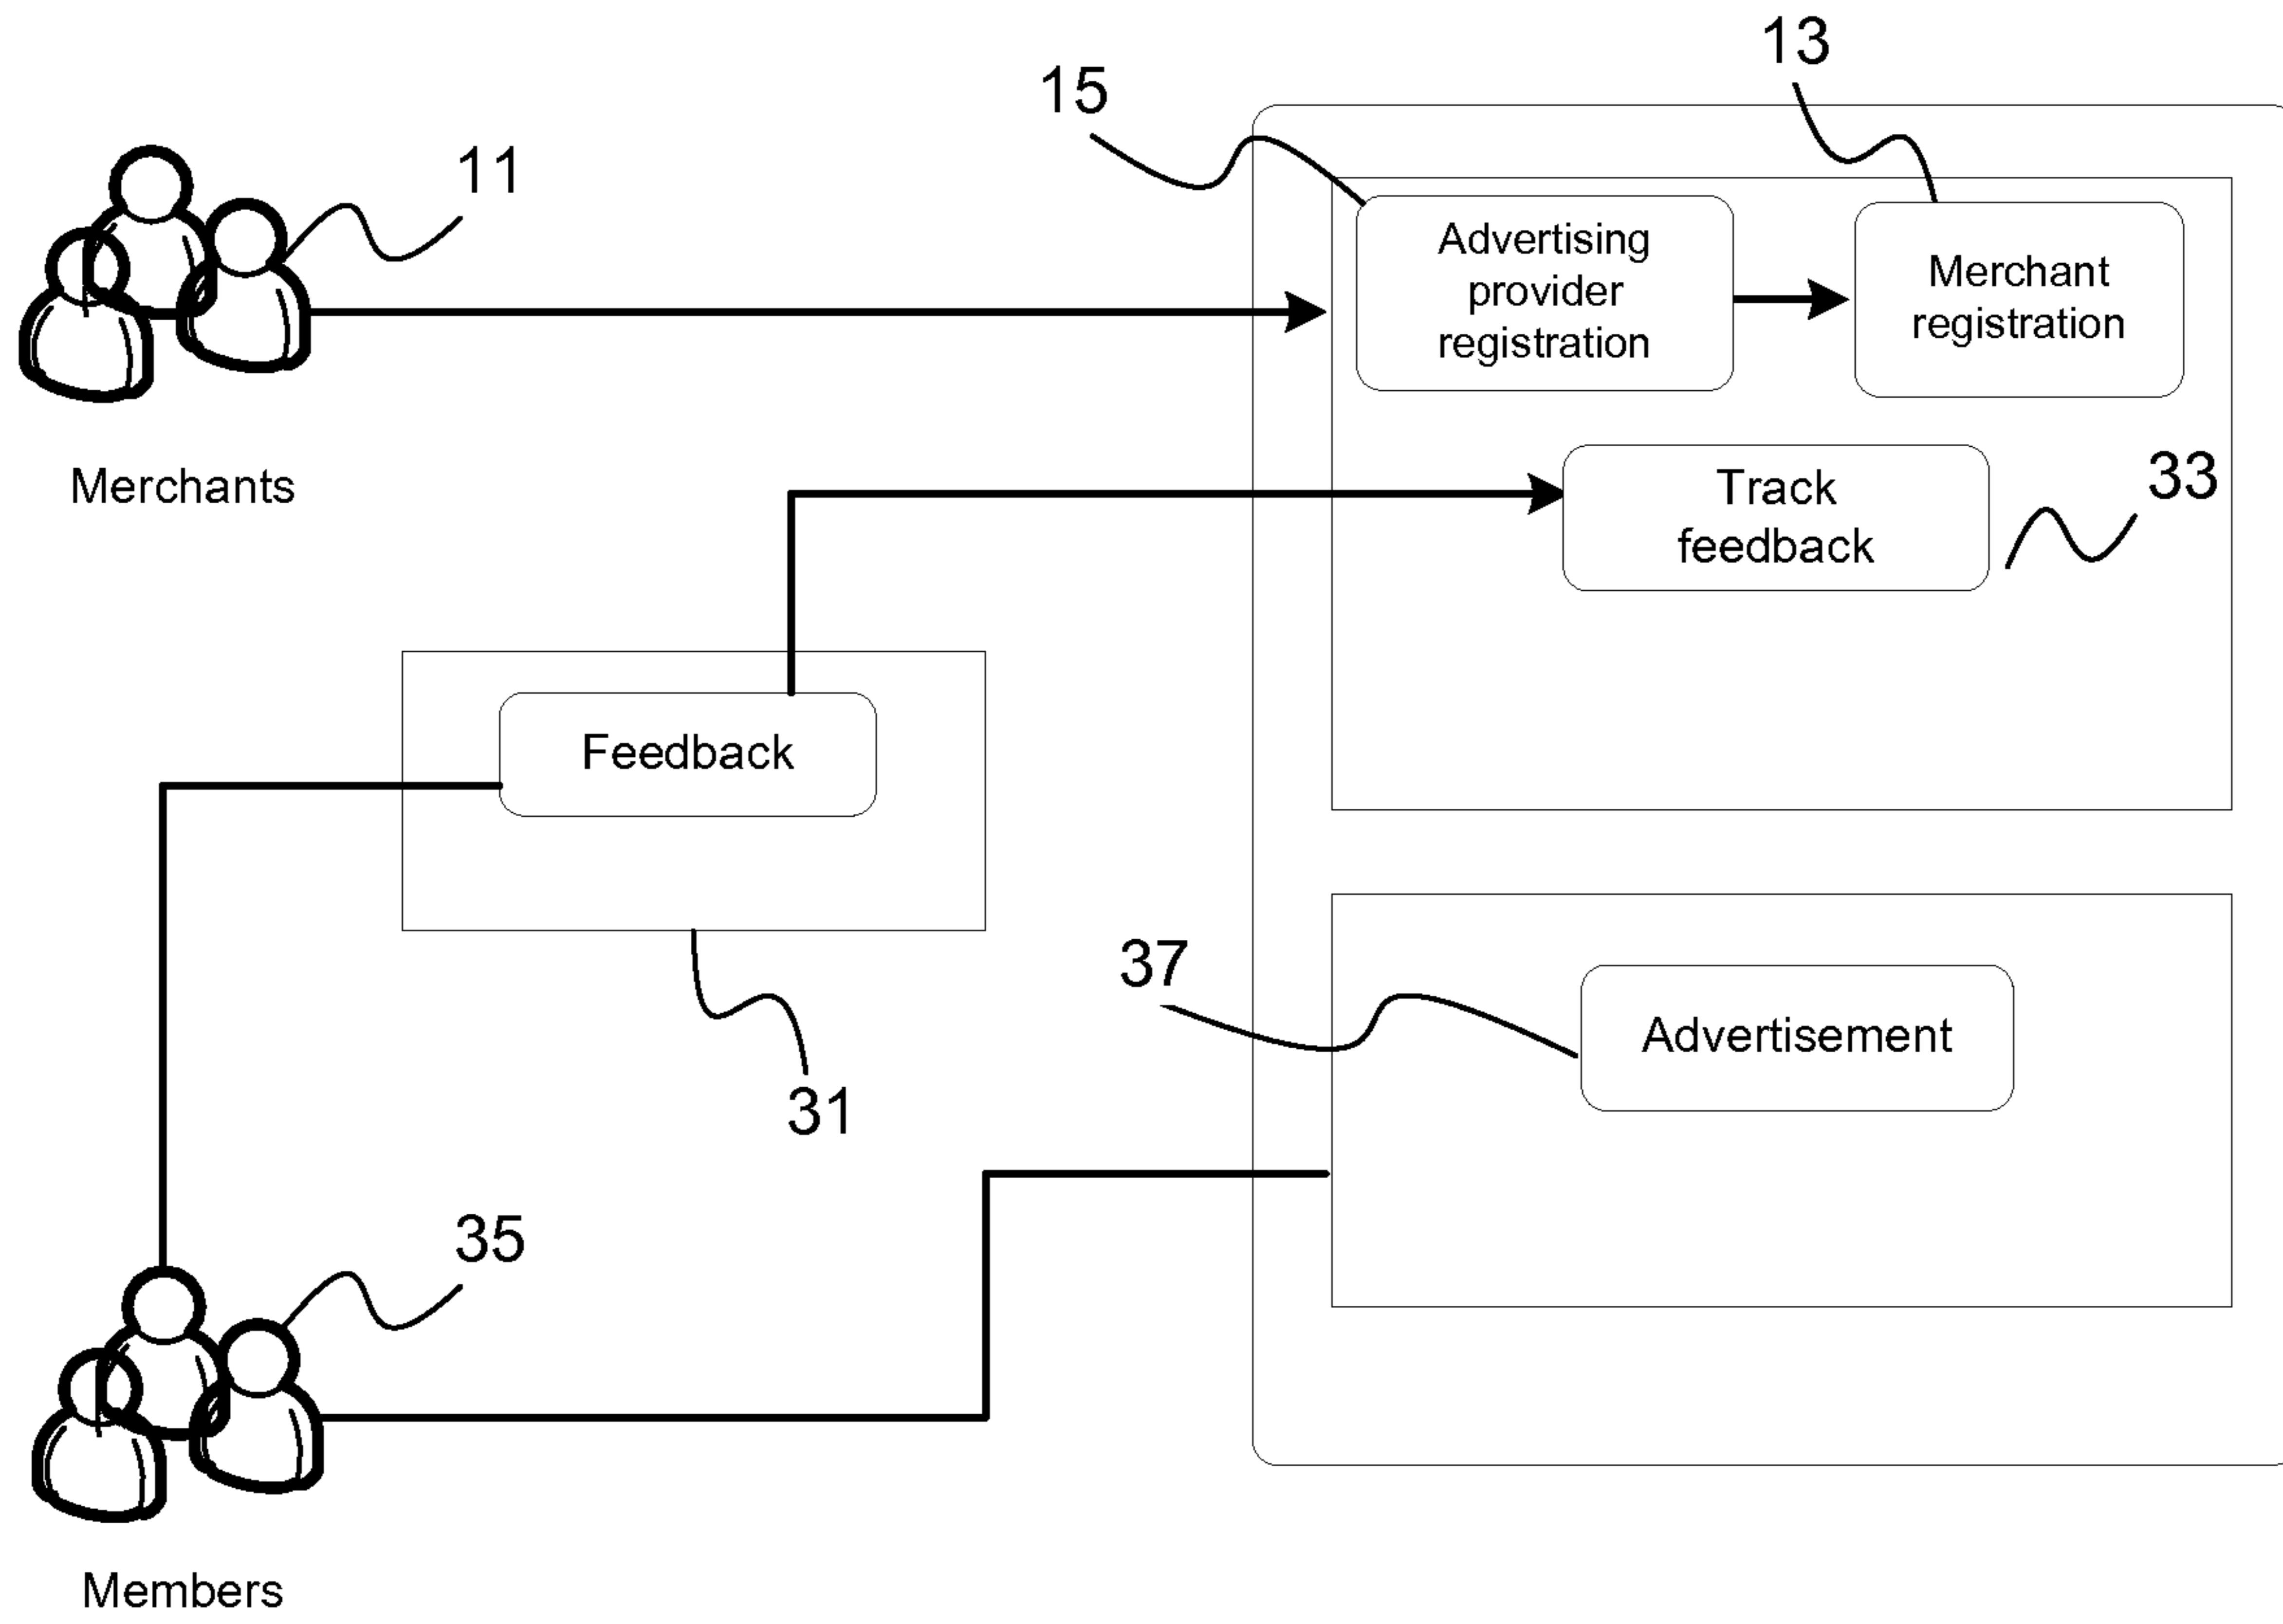 13
15
11
Advertising
provider
registration
Merchant
registration
Merchants
Track
feedback
33
Feedback
37
Advertisement
31
35
Members